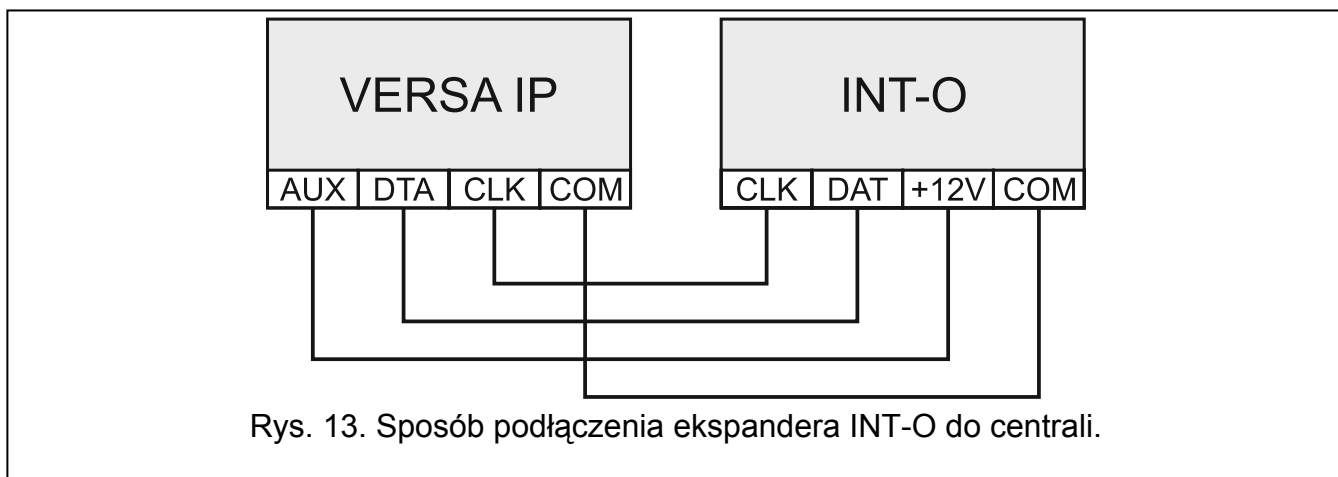 VERSA IP
INT-O
AUX DTA CLK COM
CLK DAT +12V COM
Rys. 13. Sposób podłączenia ekspandera INT-O do centrali.